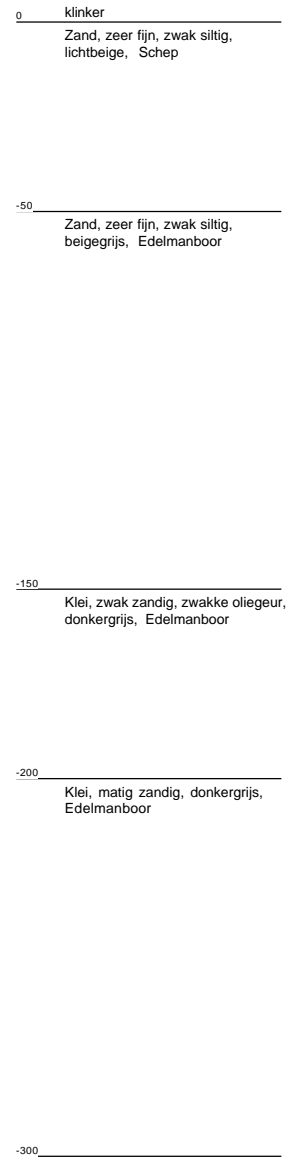 0 klinker
Zand, zeer fijn, zwak siltig,
lichtbeige, Schep
-50
Zand, zeer fijn, zwak siltig,
beigegrijs, Edelmanboor
-150
Klei, zwak zandig, zwakke oliegeur,
donkergrijs, Edelmanboor
-200
Klei, matig zandig, donkergrijs,
Edelmanboor
-300